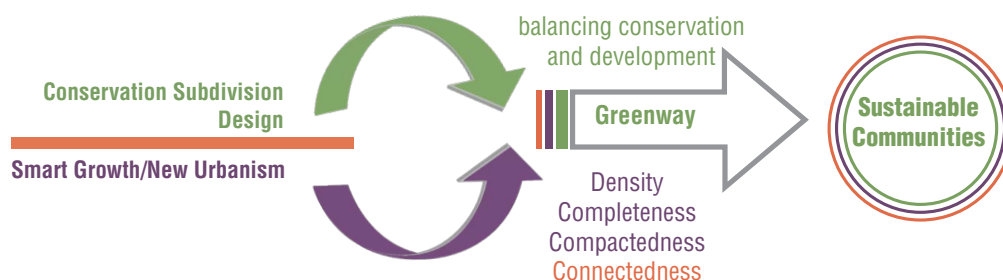 Conservation Subdivision
Design
Smart Growth/New Urbanism
balancing conservation
and development
Greenway
Density
Completeness
Compactedness
Connectedness
Sustainable
Communities